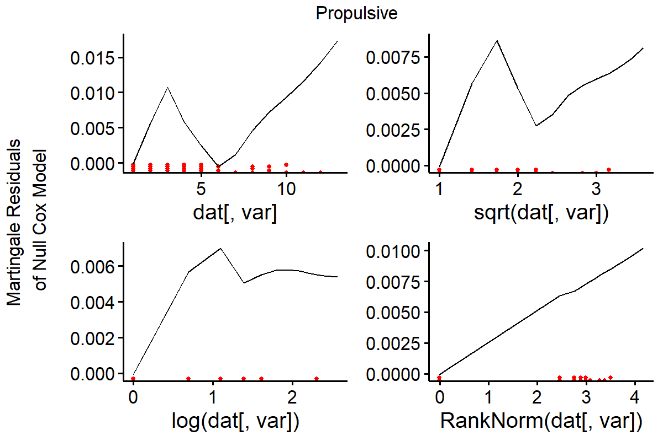 Propulsive
Martingale Residuals
of Null Cox Model
0.015
0.010
0.005
0.000
5 10
dat[, var]
0.0075
0.0050
0.0025
0.0000
1 2 3
sqrt(dat[, var])
0.006
0.004
0.002
0.000
0 1 2
log(dat[, var])
0.0100
0.0075
0.0050
0.0025
0.0000
0 1 2 3 4
RankNorm(dat[, var])